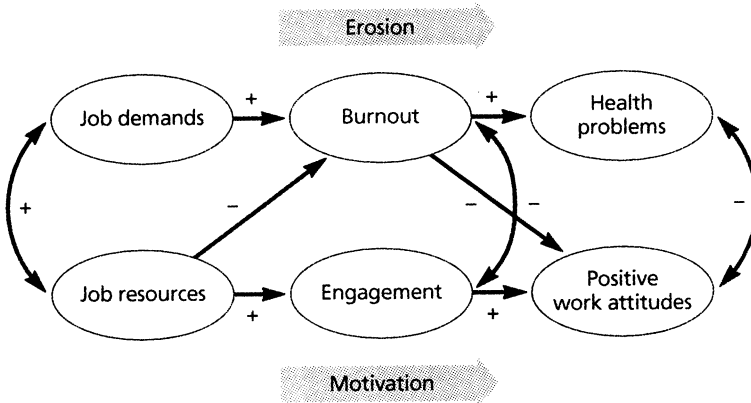 Erosion
+
+
Job demands
Burnout
Health
problems
+
−
−
−
−
Job resources
Engagement
Positive
work attitudes
+
+
Motivation